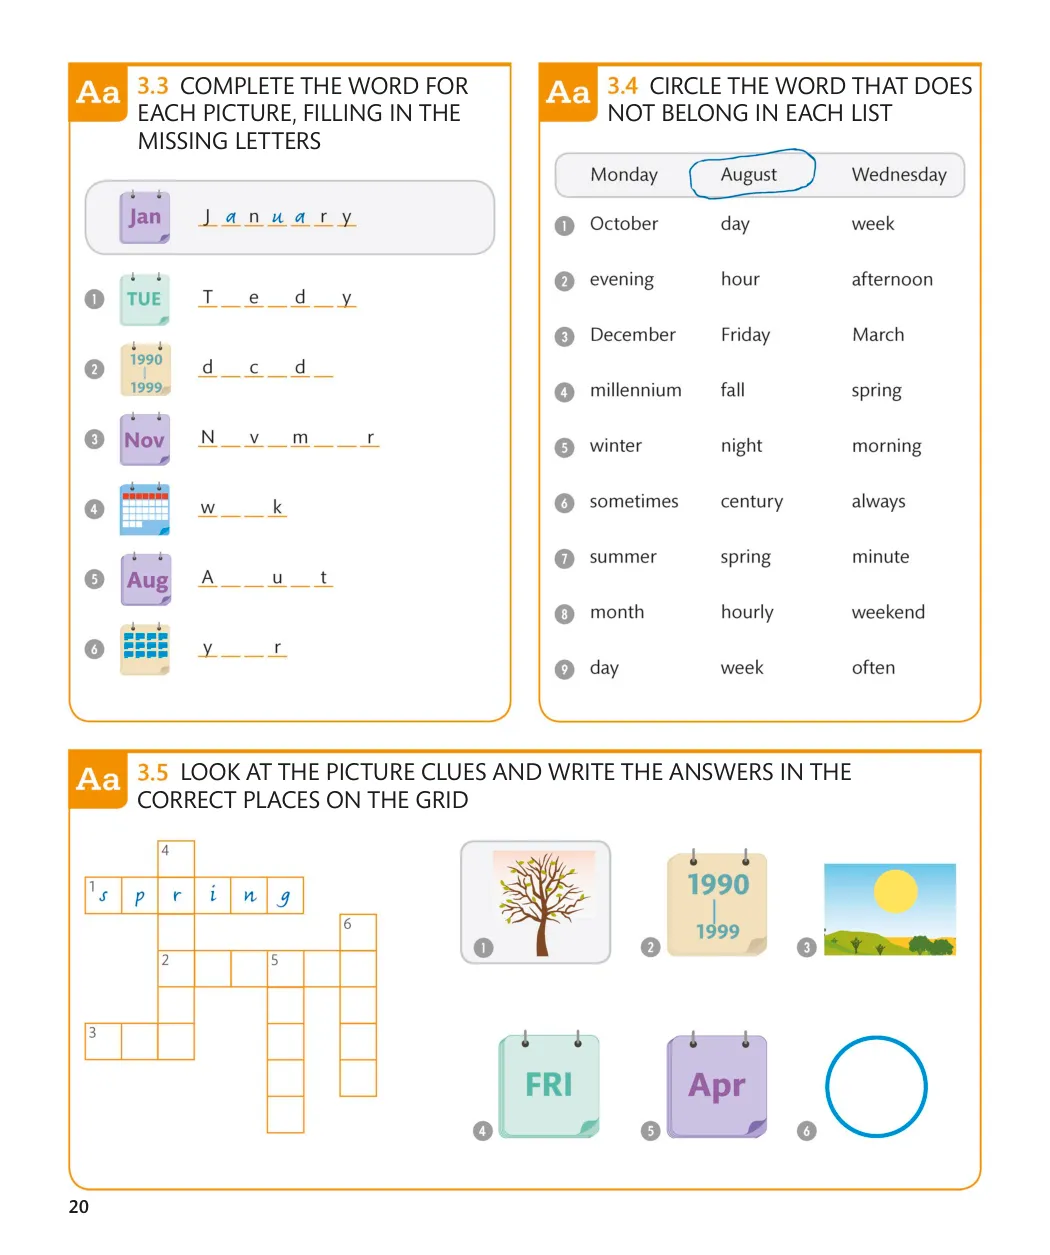 Aa 3.3 COMPLETE THE WORD FOR
EACH PICTURE, FILLING IN THE
MISSING LETTERS
Jan J a n u a r y
1 TUE T _ e _ d _ y
2 1990
1999 d _ c _ d _
3 Nov N _ v _ m _ _ r
4 w _ _ k
5 Aug A _ _ u _ t
6 y _ _ r
Aa 3.4 CIRCLE THE WORD THAT DOES
NOT BELONG IN EACH LIST
Monday August Wednesday
1 October day week
2 evening hour afternoon
3 December Friday March
4 millennium fall spring
5 winter night morning
6 sometimes century always
7 summer spring minute
8 month hourly weekend
9 day week often
Aa 3.5 LOOK AT THE PICTURE CLUES AND WRITE THE ANSWERS IN THE
CORRECT PLACES ON THE GRID
4
1 s p r i n g
6
2 5
3
1990
1999
1 2 3
FRI Apr
4 5 6
20